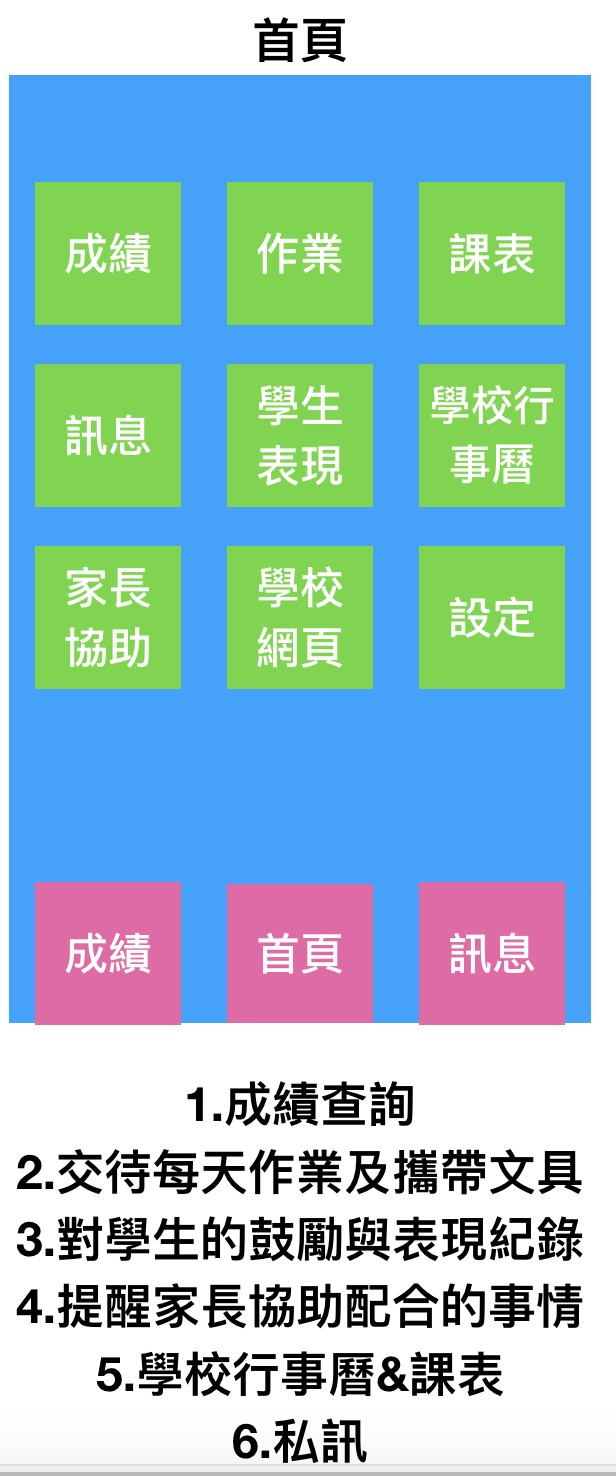 首頁
成績 作業 課表
訊息
學生
表現
學校行
事曆
家長
協助
學校
網頁
設定
成績 首頁 訊息
1.成績查詢
2.交待每天作業及攜帶文具
3.對學生的鼓勵與表現紀錄
4.提醒家長協助配合的事情
5.學校行事曆&課表
6.私訊